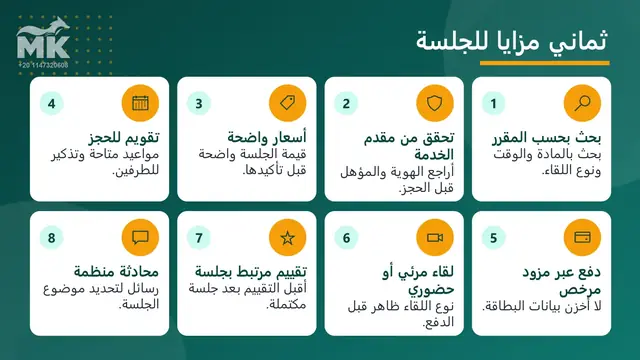 MK
+20 1147320608
ثماني مزايا للجلسة
1
بحث بحسب المقرر
بحث بالمادة والوقت
ونوع اللقاء.
2
تحقق من مقدم
الخدمة
أراجع الهوية والمؤهل
قبل الحجز.
3
أسعار واضحة
قيمة الجلسة واضحة
قبل تأكيدها.
4
تقويم للحجز
مواعيد متاحة وتذكير
للطرفين.
5
دفع عبر مزود
مرخص
لا أخزن بيانات البطاقة.
6
لقاء مرئي أو
حضوري
نوع اللقاء ظاهر قبل
الدفع.
7
تقييم مرتبط بجلسة
أقبل التقييم بعد جلسة
مكتملة.
8
محادثة منظمة
رسائل لتحديد موضوع
الجلسة.